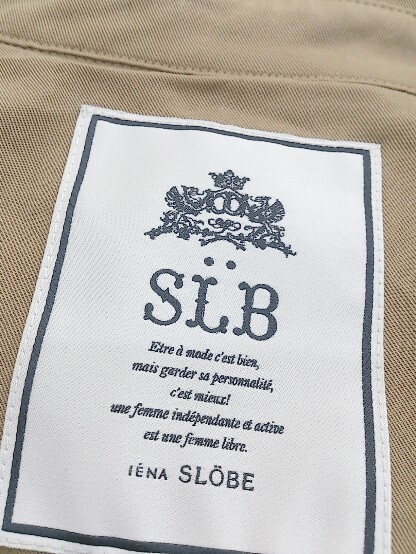 SL̈B
Etre à mode c'est bien,
mais garder sa personnalité,
c'est mieux!
une femme indépendante et active
est une femme libre.
IÉNA SLÖBE